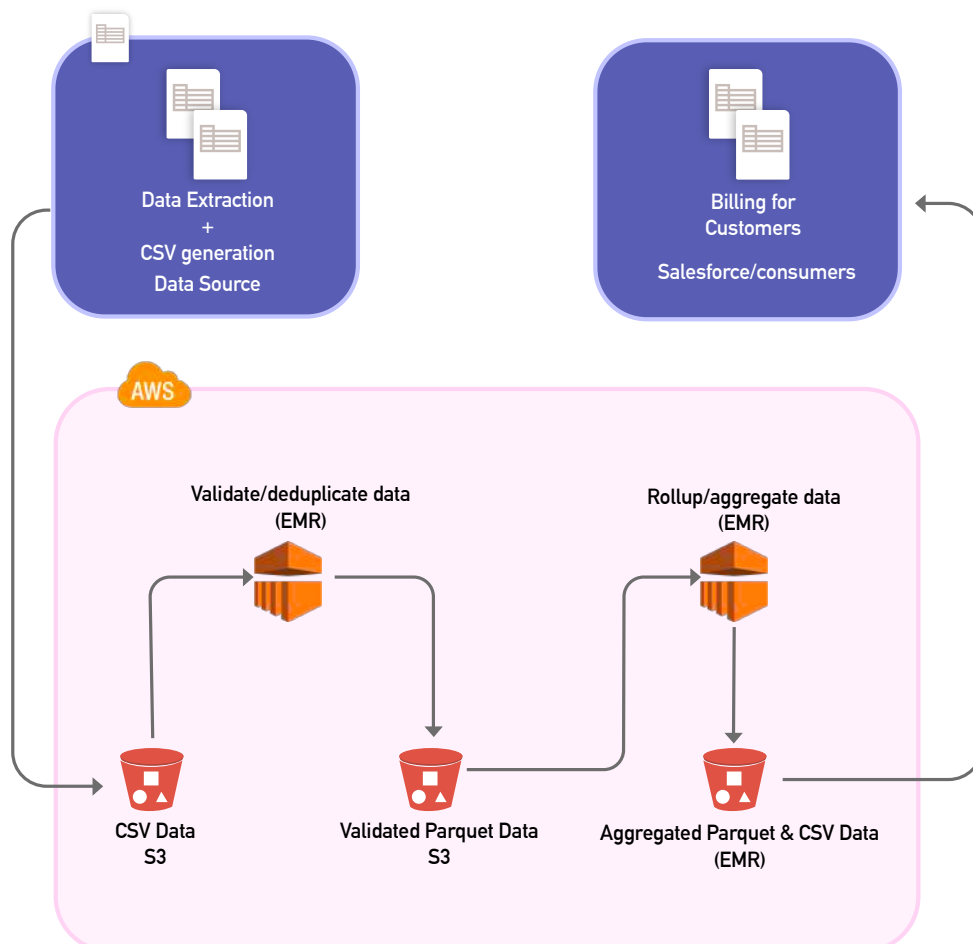 Data Extraction
+
CSV generation
Data Source
Billing for
Customers
Salesforce/consumers
AWS
Validate/deduplicate data
(EMR)
Rollup/aggregate data
(EMR)
CSV Data
S3
Validated Parquet Data
S3
Aggregated Parquet & CSV Data
(EMR)